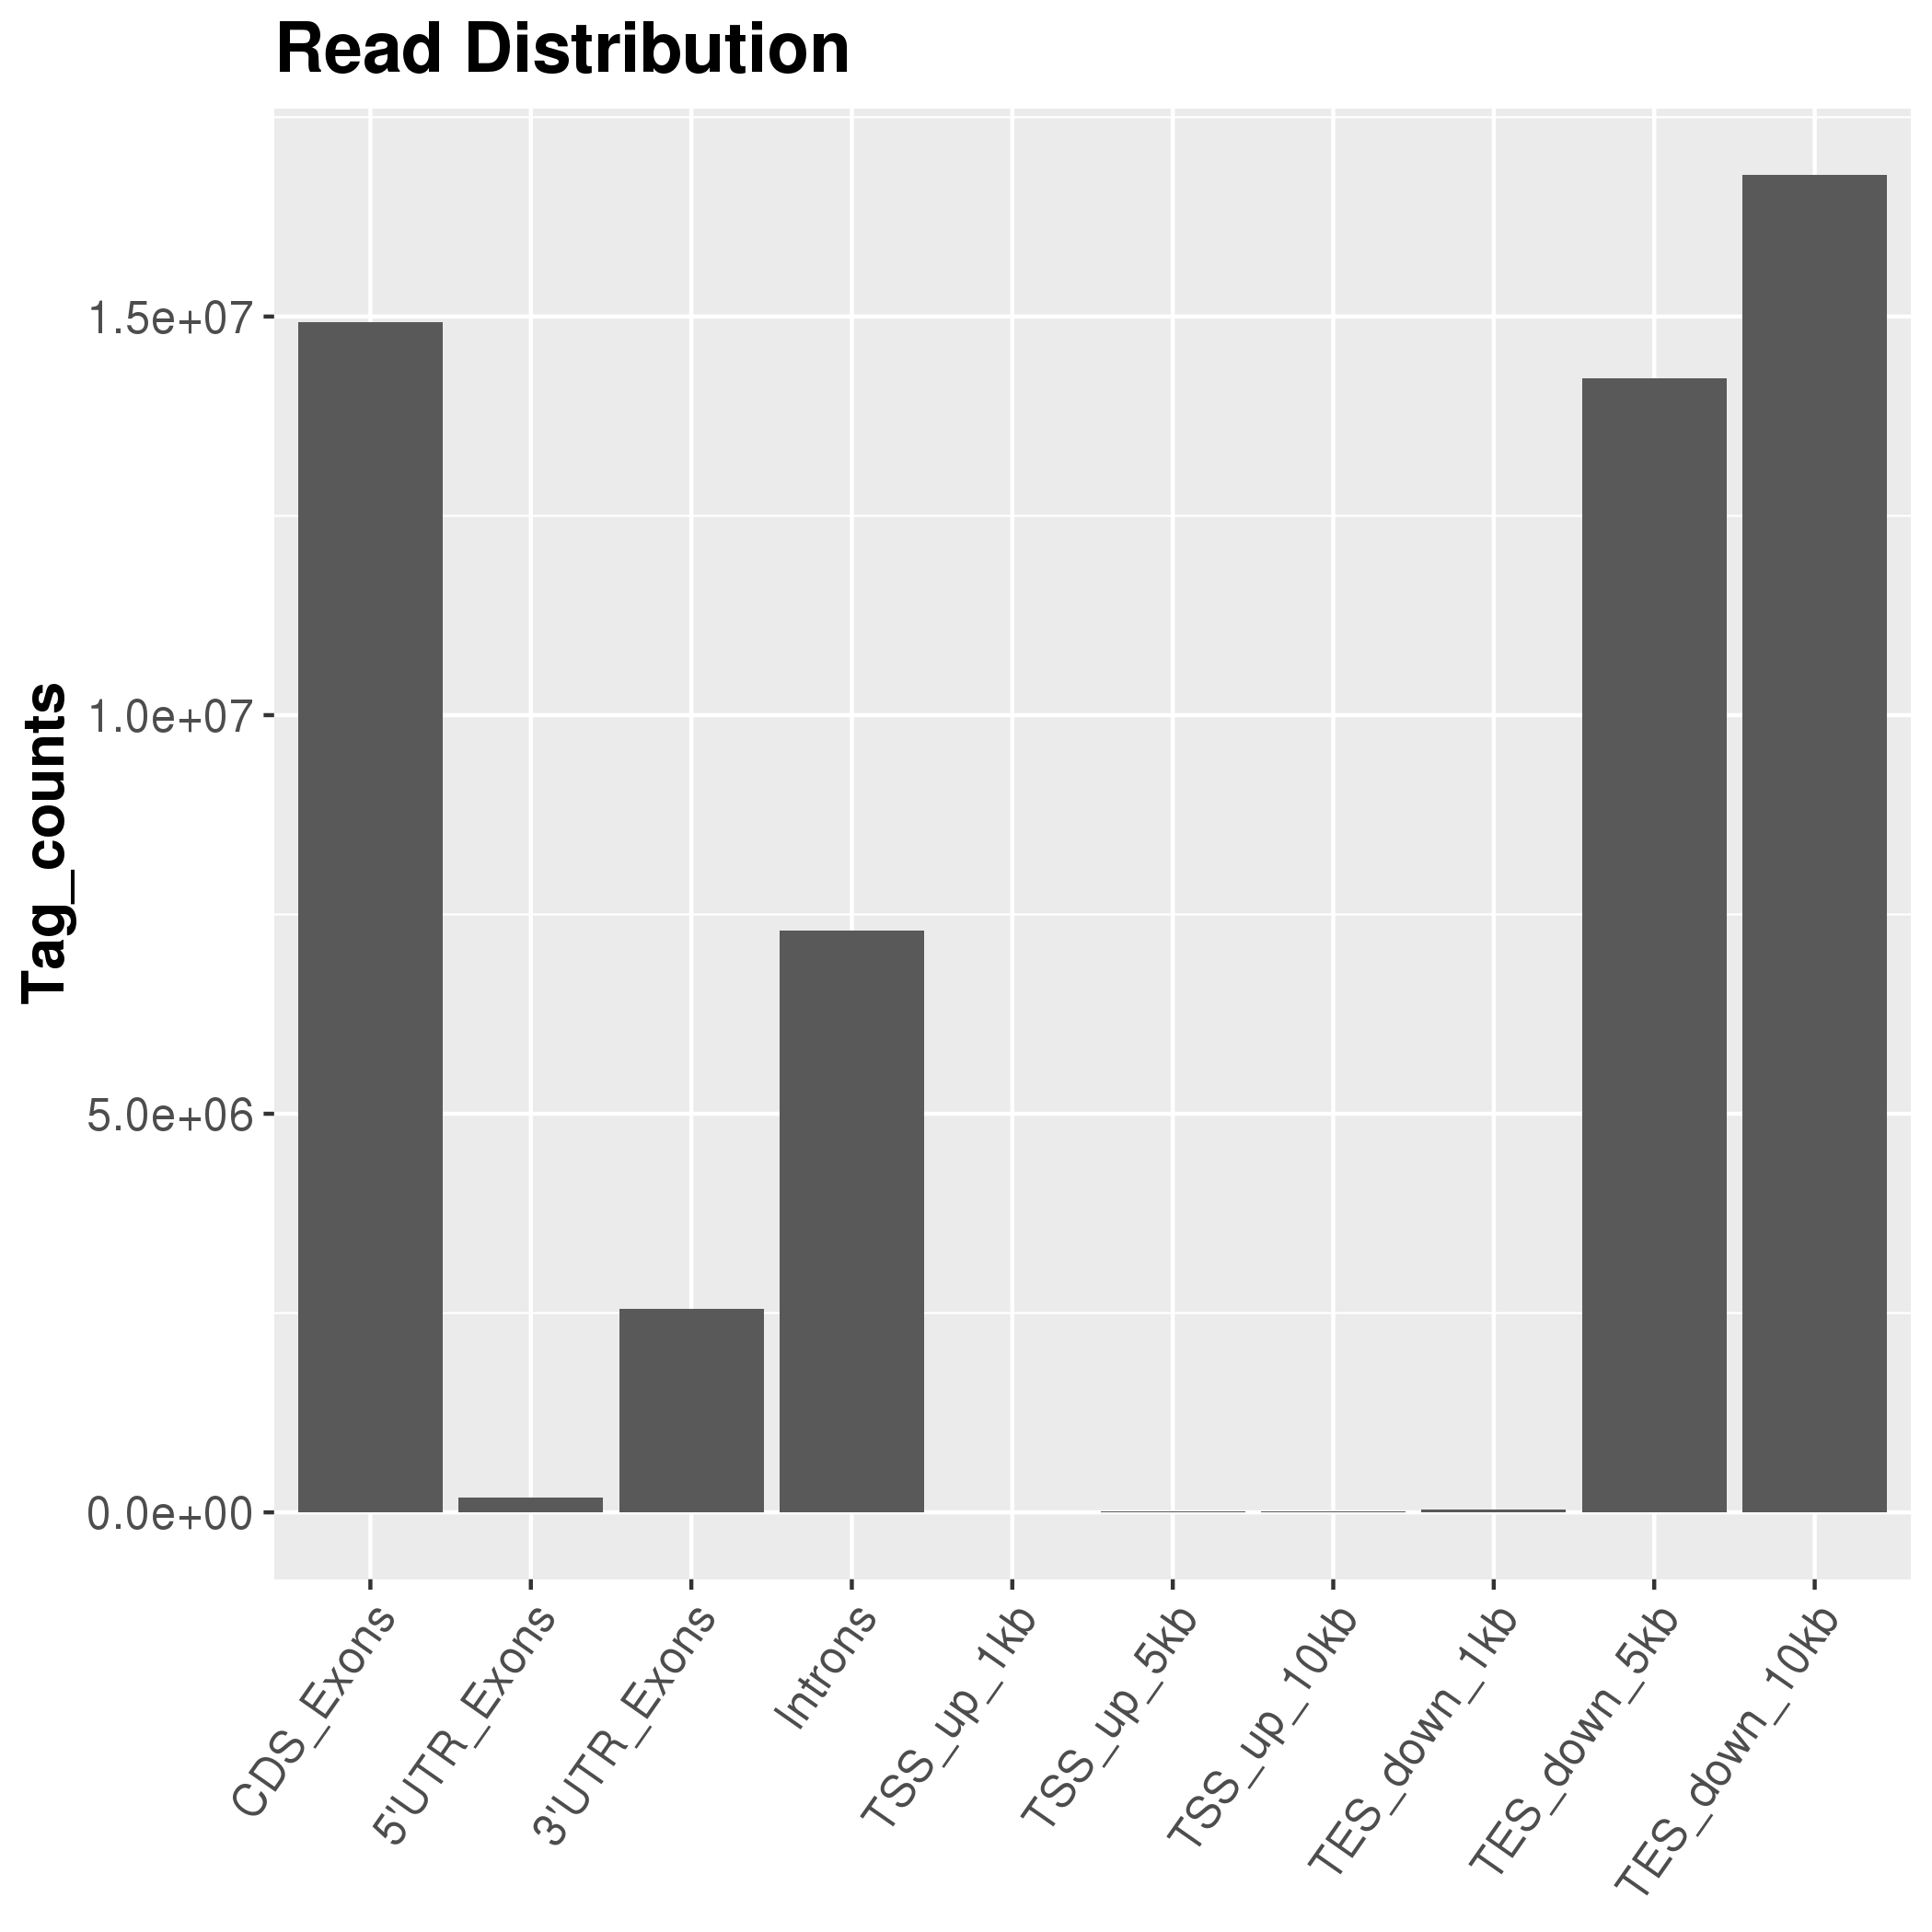 Read Distribution
Tag_counts
1.5e+07
1.0e+07
5.0e+06
0.0e+00
CDS_Exons
5'UTR_Exons
3'UTR_Exons
Introns
TSS_up_1kb
TSS_up_5kb
TSS_up_10kb
TES_down_1kb
TES_down_5kb
TES_down_10kb